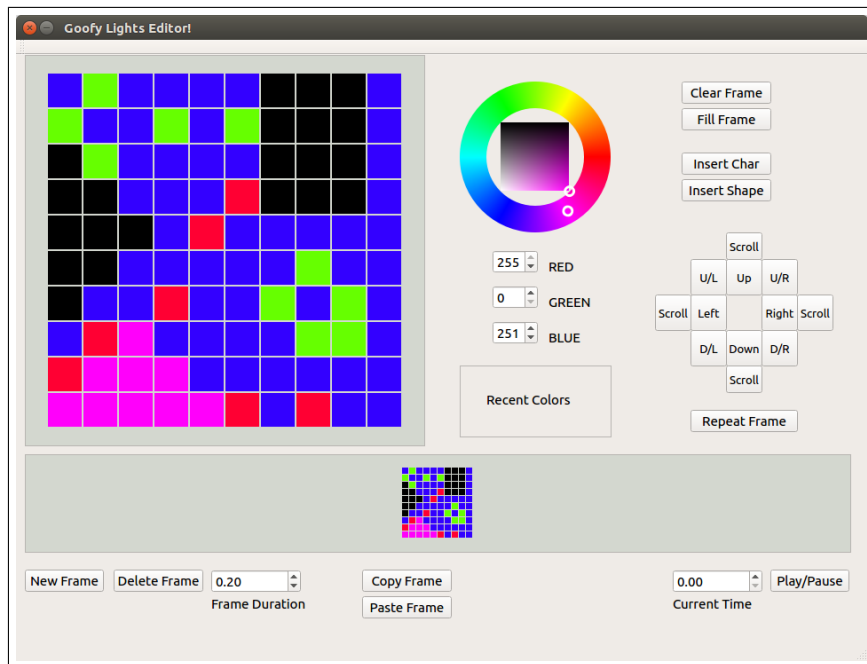 Goofy Lights Editor!
Clear Frame
Fill Frame
Insert Char
Insert Shape
255 RED
0 GREEN
251 BLUE
Recent Colors
Scroll
U/L Up U/R
Scroll Left Right Scroll
D/L Down D/R
Scroll
Repeat Frame
New Frame Delete Frame 0.20 Copy Frame 0.00 Play/Pause
Frame Duration Paste Frame Current Time